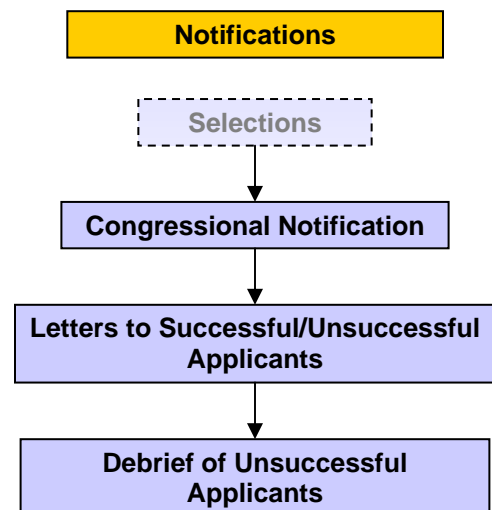 Notifications
Selections
Congressional Notification
Letters to Successful/Unsuccessful
Applicants
Debrief of Unsuccessful
Applicants